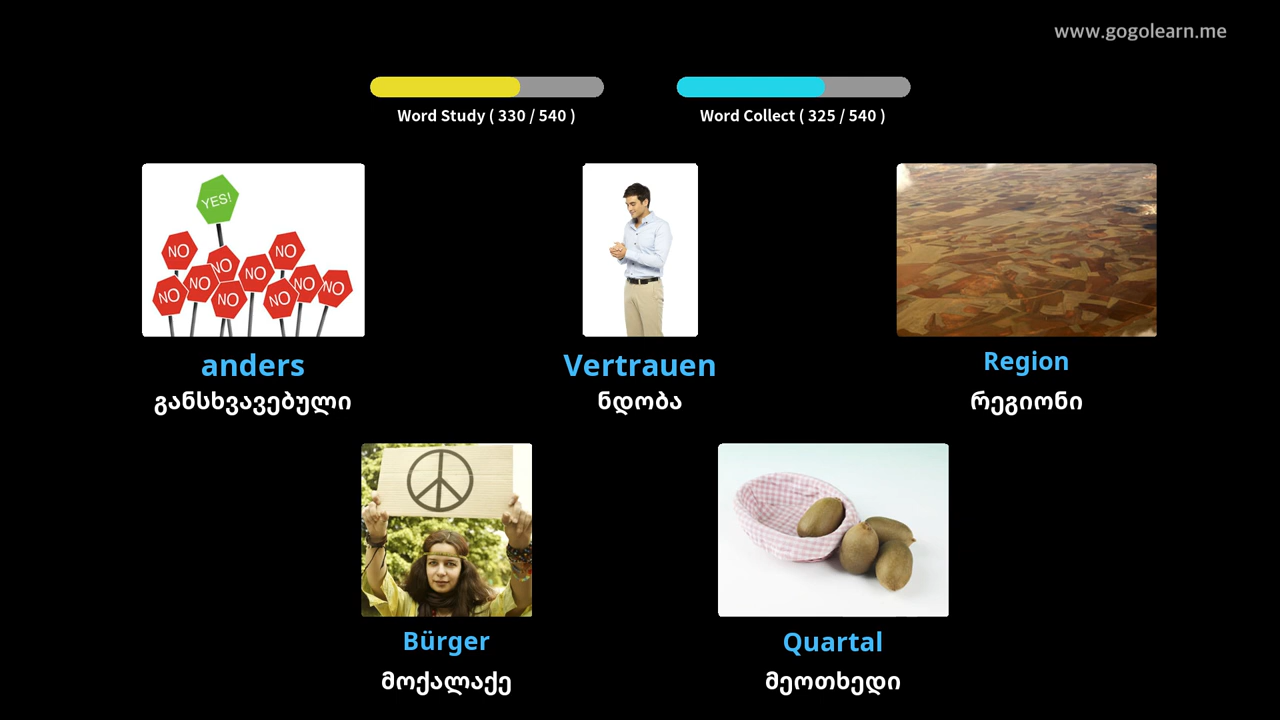 www.gogolearn.me
Word Study ( 330 / 540 )
Word Collect ( 325 / 540 )
YES!
NO
NO
NO
NO
NO
NO
NO
NO
NO
NO
anders
განსხვავებული
Vertrauen
ნდობა
Region
რეგიონი
Bürger
მოქალაქე
Quartal
მეოთხედი